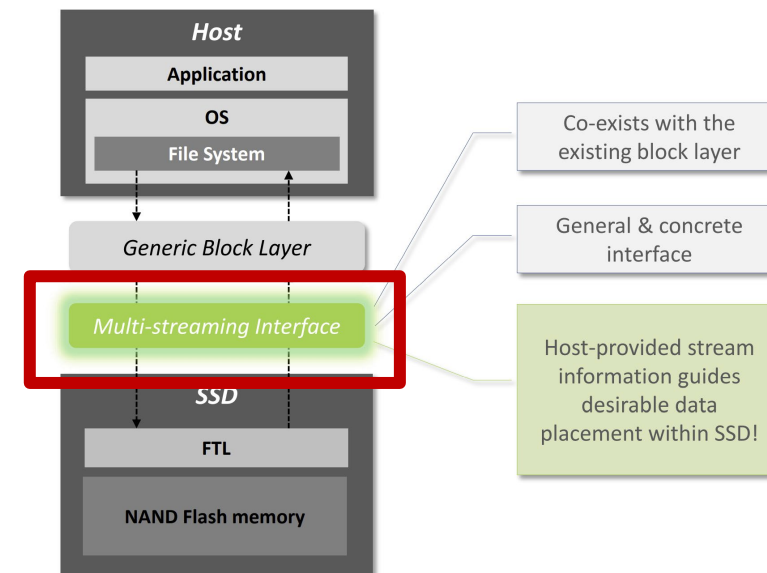 Host
Application
OS
File System
Generic Block Layer
Multi-streaming Interface
SSD
FTL
NAND Flash memory
Co-exists with the
existing block layer
General & concrete
interface
Host-provided stream
information guides
desirable data
placement within SSD!